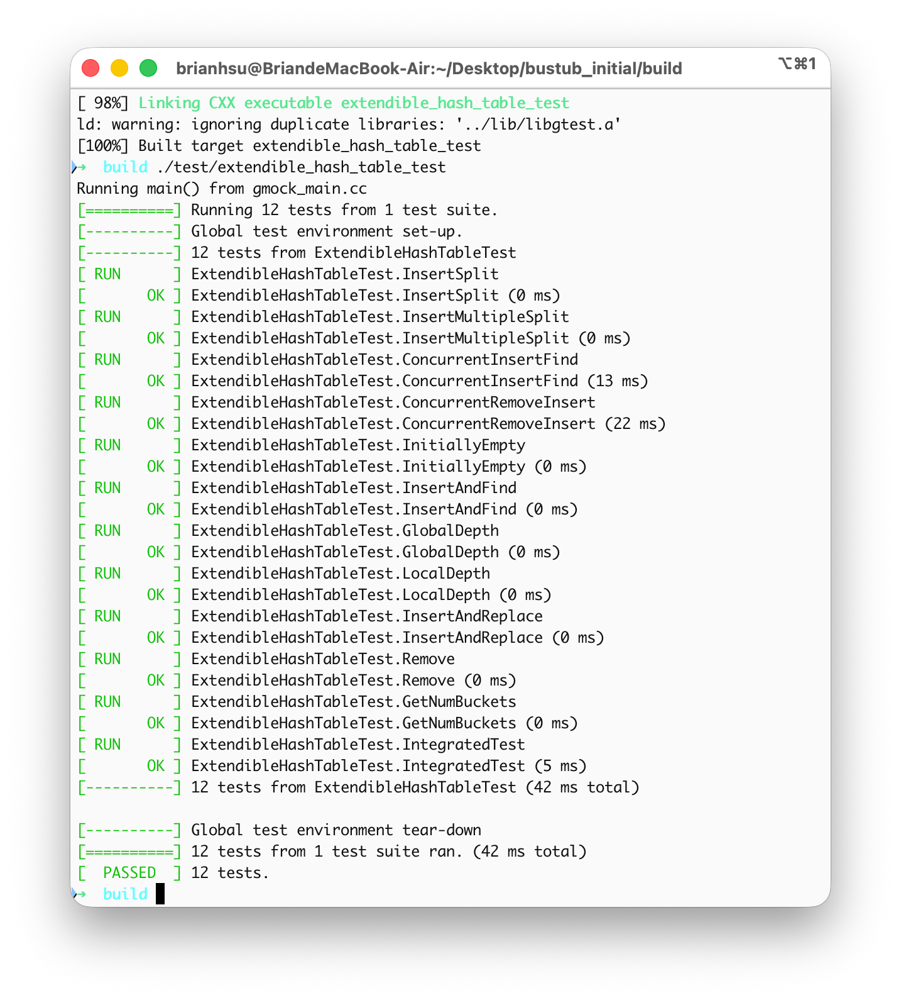 brianhsu@BriandeMacBook-Air:~/Desktop/bustub_initial/build
⌥⌘1
[ 98%] Linking CXX executable extendible_hash_table_test
ld: warning: ignoring duplicate libraries: '../lib/libgtest.a'
[100%] Built target extendible_hash_table_test
➜  build ./test/extendible_hash_table_test
Running main() from gmock_main.cc
[==========] Running 12 tests from 1 test suite.
[----------] Global test environment set-up.
[----------] 12 tests from ExtendibleHashTableTest
[ RUN      ] ExtendibleHashTableTest.InsertSplit
[       OK ] ExtendibleHashTableTest.InsertSplit (0 ms)
[ RUN      ] ExtendibleHashTableTest.InsertMultipleSplit
[       OK ] ExtendibleHashTableTest.InsertMultipleSplit (0 ms)
[ RUN      ] ExtendibleHashTableTest.ConcurrentInsertFind
[       OK ] ExtendibleHashTableTest.ConcurrentInsertFind (13 ms)
[ RUN      ] ExtendibleHashTableTest.ConcurrentRemoveInsert
[       OK ] ExtendibleHashTableTest.ConcurrentRemoveInsert (22 ms)
[ RUN      ] ExtendibleHashTableTest.InitiallyEmpty
[       OK ] ExtendibleHashTableTest.InitiallyEmpty (0 ms)
[ RUN      ] ExtendibleHashTableTest.InsertAndFind
[       OK ] ExtendibleHashTableTest.InsertAndFind (0 ms)
[ RUN      ] ExtendibleHashTableTest.GlobalDepth
[       OK ] ExtendibleHashTableTest.GlobalDepth (0 ms)
[ RUN      ] ExtendibleHashTableTest.LocalDepth
[       OK ] ExtendibleHashTableTest.LocalDepth (0 ms)
[ RUN      ] ExtendibleHashTableTest.InsertAndReplace
[       OK ] ExtendibleHashTableTest.InsertAndReplace (0 ms)
[ RUN      ] ExtendibleHashTableTest.Remove
[       OK ] ExtendibleHashTableTest.Remove (0 ms)
[ RUN      ] ExtendibleHashTableTest.GetNumBuckets
[       OK ] ExtendibleHashTableTest.GetNumBuckets (0 ms)
[ RUN      ] ExtendibleHashTableTest.IntegratedTest
[       OK ] ExtendibleHashTableTest.IntegratedTest (5 ms)
[----------] 12 tests from ExtendibleHashTableTest (42 ms total)
[----------] Global test environment tear-down
[==========] 12 tests from 1 test suite ran. (42 ms total)
[  PASSED  ] 12 tests.
➜  build